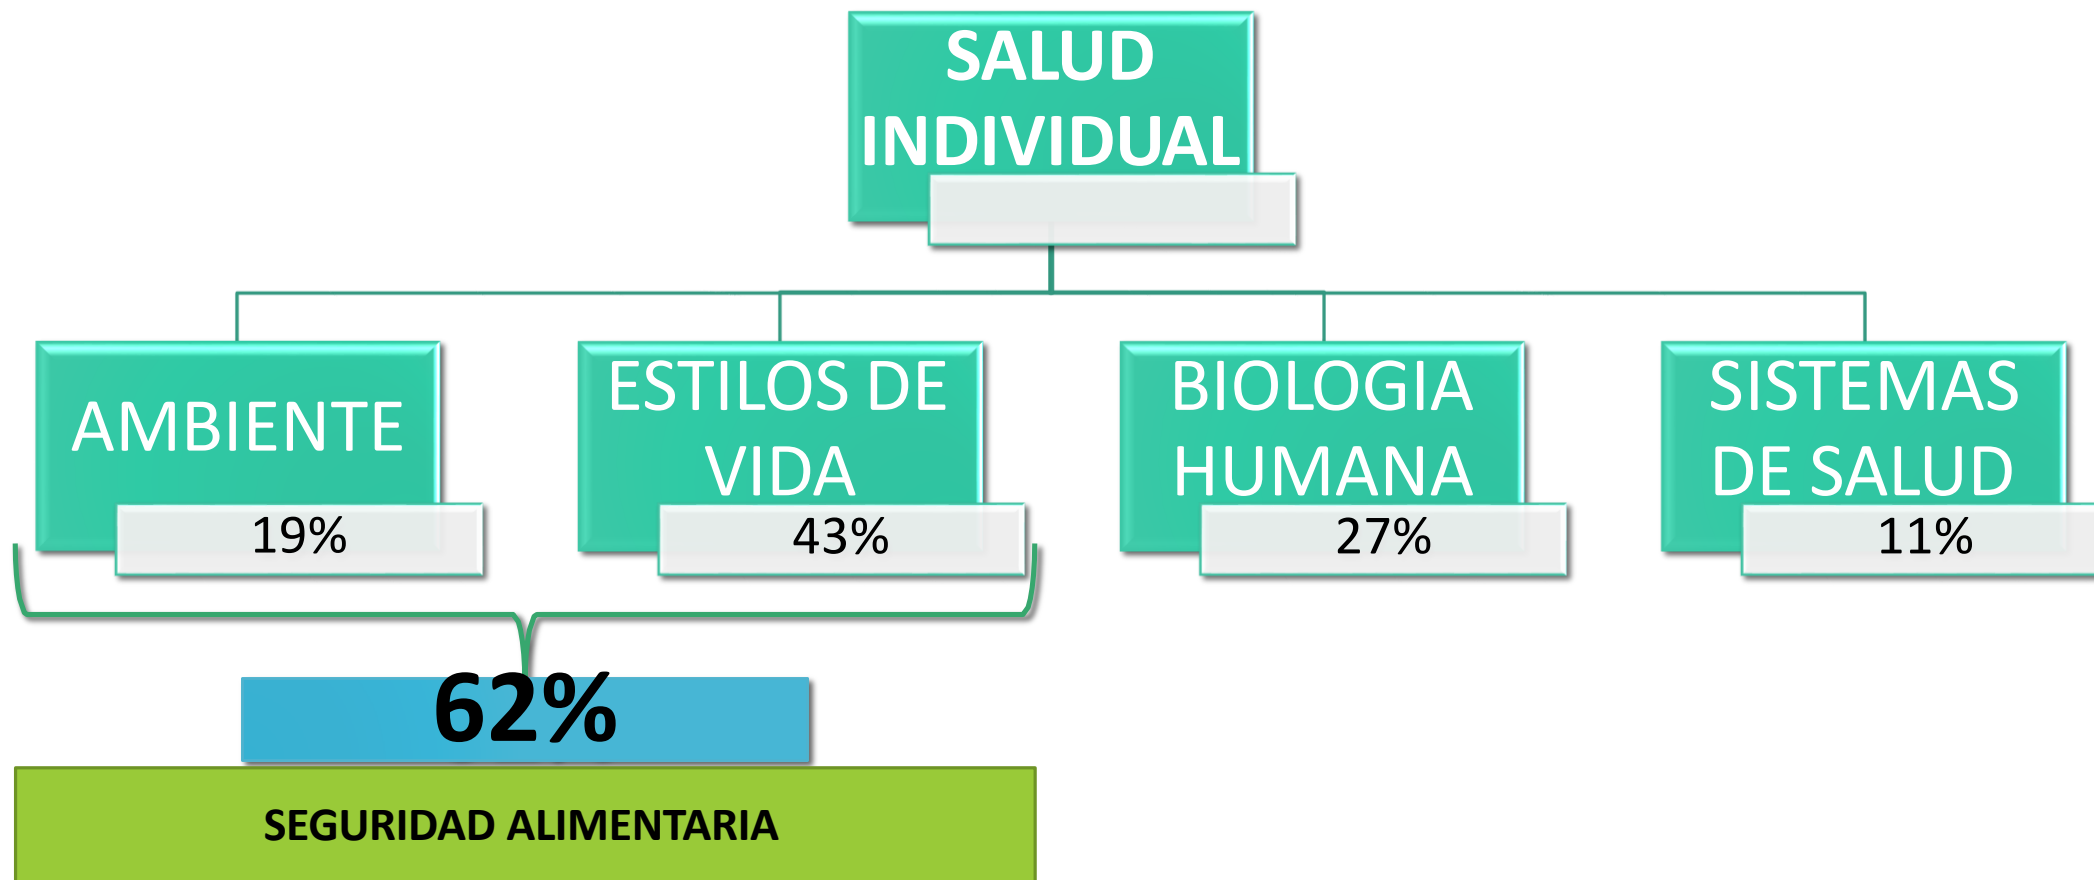 SALUD
INDIVIDUAL
AMBIENTE
19%
ESTILOS DE
VIDA
43%
BIOLOGIA
HUMANA
27%
SISTEMAS
DE SALUD
11%
62%
SEGURIDAD ALIMENTARIA